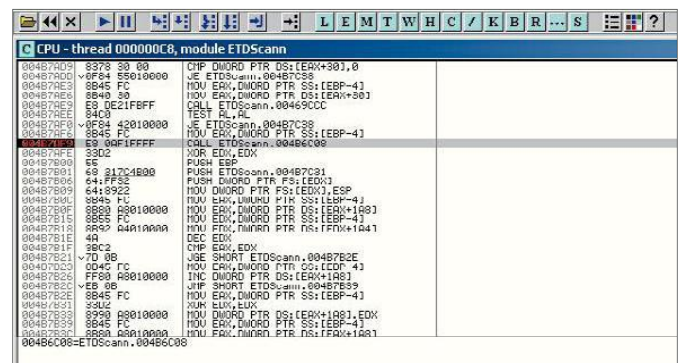 L E M T W H C / K B R ... S ?
C CPU - thread 000000C8, module ETDScann
004B7AD9 8378 30 00 CMP DWORD PTR DS:[EAX+30],0
004B7ADD 0F84 55010000 JE ETDScann.004B7C38
004B7AE3 8B45 FC MOV EAX,DWORD PTR SS:[EBP-4]
004B7AE6 8B40 30 MOV EAX,DWORD PTR DS:[EAX+30]
004B7AE9 E8 DE21FBFF CALL ETDScann.00469CCC
004B7AEE 84C0 TEST AL,AL
004B7AF0 0F84 42010000 JE ETDScann.004B7C38
004B7AF6 8B45 FC MOV EAX,DWORD PTR SS:[EBP-4]
004B7AF9 E8 0AF1FFFF CALL ETDScann.004B6C08
004B7AFE 33D2 XOR EDX,EDX
004B7B00 55 PUSH EBP
004B7B01 68 317C4B00 PUSH ETDScann.004B7C31
004B7B06 64:FF32 PUSH DWORD PTR FS:[EDX]
004B7B09 64:8922 MOV DWORD PTR FS:[EDX],ESP
004B7B0C 8B45 FC MOV EAX,DWORD PTR SS:[EBP-4]
004B7B0F 8B80 A8010000 MOV EAX,DWORD PTR DS:[EAX+1A8]
004B7B15 8B55 FC MOV EDX,DWORD PTR SS:[EBP-4]
004B7B18 8B92 A4010000 MOV EDX,DWORD PTR DS:[EDX+1A4]
004B7B1E 4A DEC EDX
004B7B1F 3BC2 CMP EAX,EDX
004B7B21 7D 0B JGE SHORT ETDScann.004B7B2E
004B7B23 8B45 FC MOV EAX,DWORD PTR SS:[EBP-4]
004B7B26 FF80 A8010000 INC DWORD PTR DS:[EAX+1A8]
004B7B2C EB 0B JMP SHORT ETDScann.004B7B39
004B7B2E 8B45 FC MOV EAX,DWORD PTR SS:[EBP-4]
004B7B31 33D2 XOR EDX,EDX
004B7B33 8990 A8010000 MOV DWORD PTR DS:[EAX+1A8],EDX
004B7B39 8B45 FC MOV EAX,DWORD PTR SS:[EBP-4]
004B7B3C 8B80 A8010000 MOV EAX,DWORD PTR DS:[EAX+1A8]
004B6C08=ETDScann.004B6C08